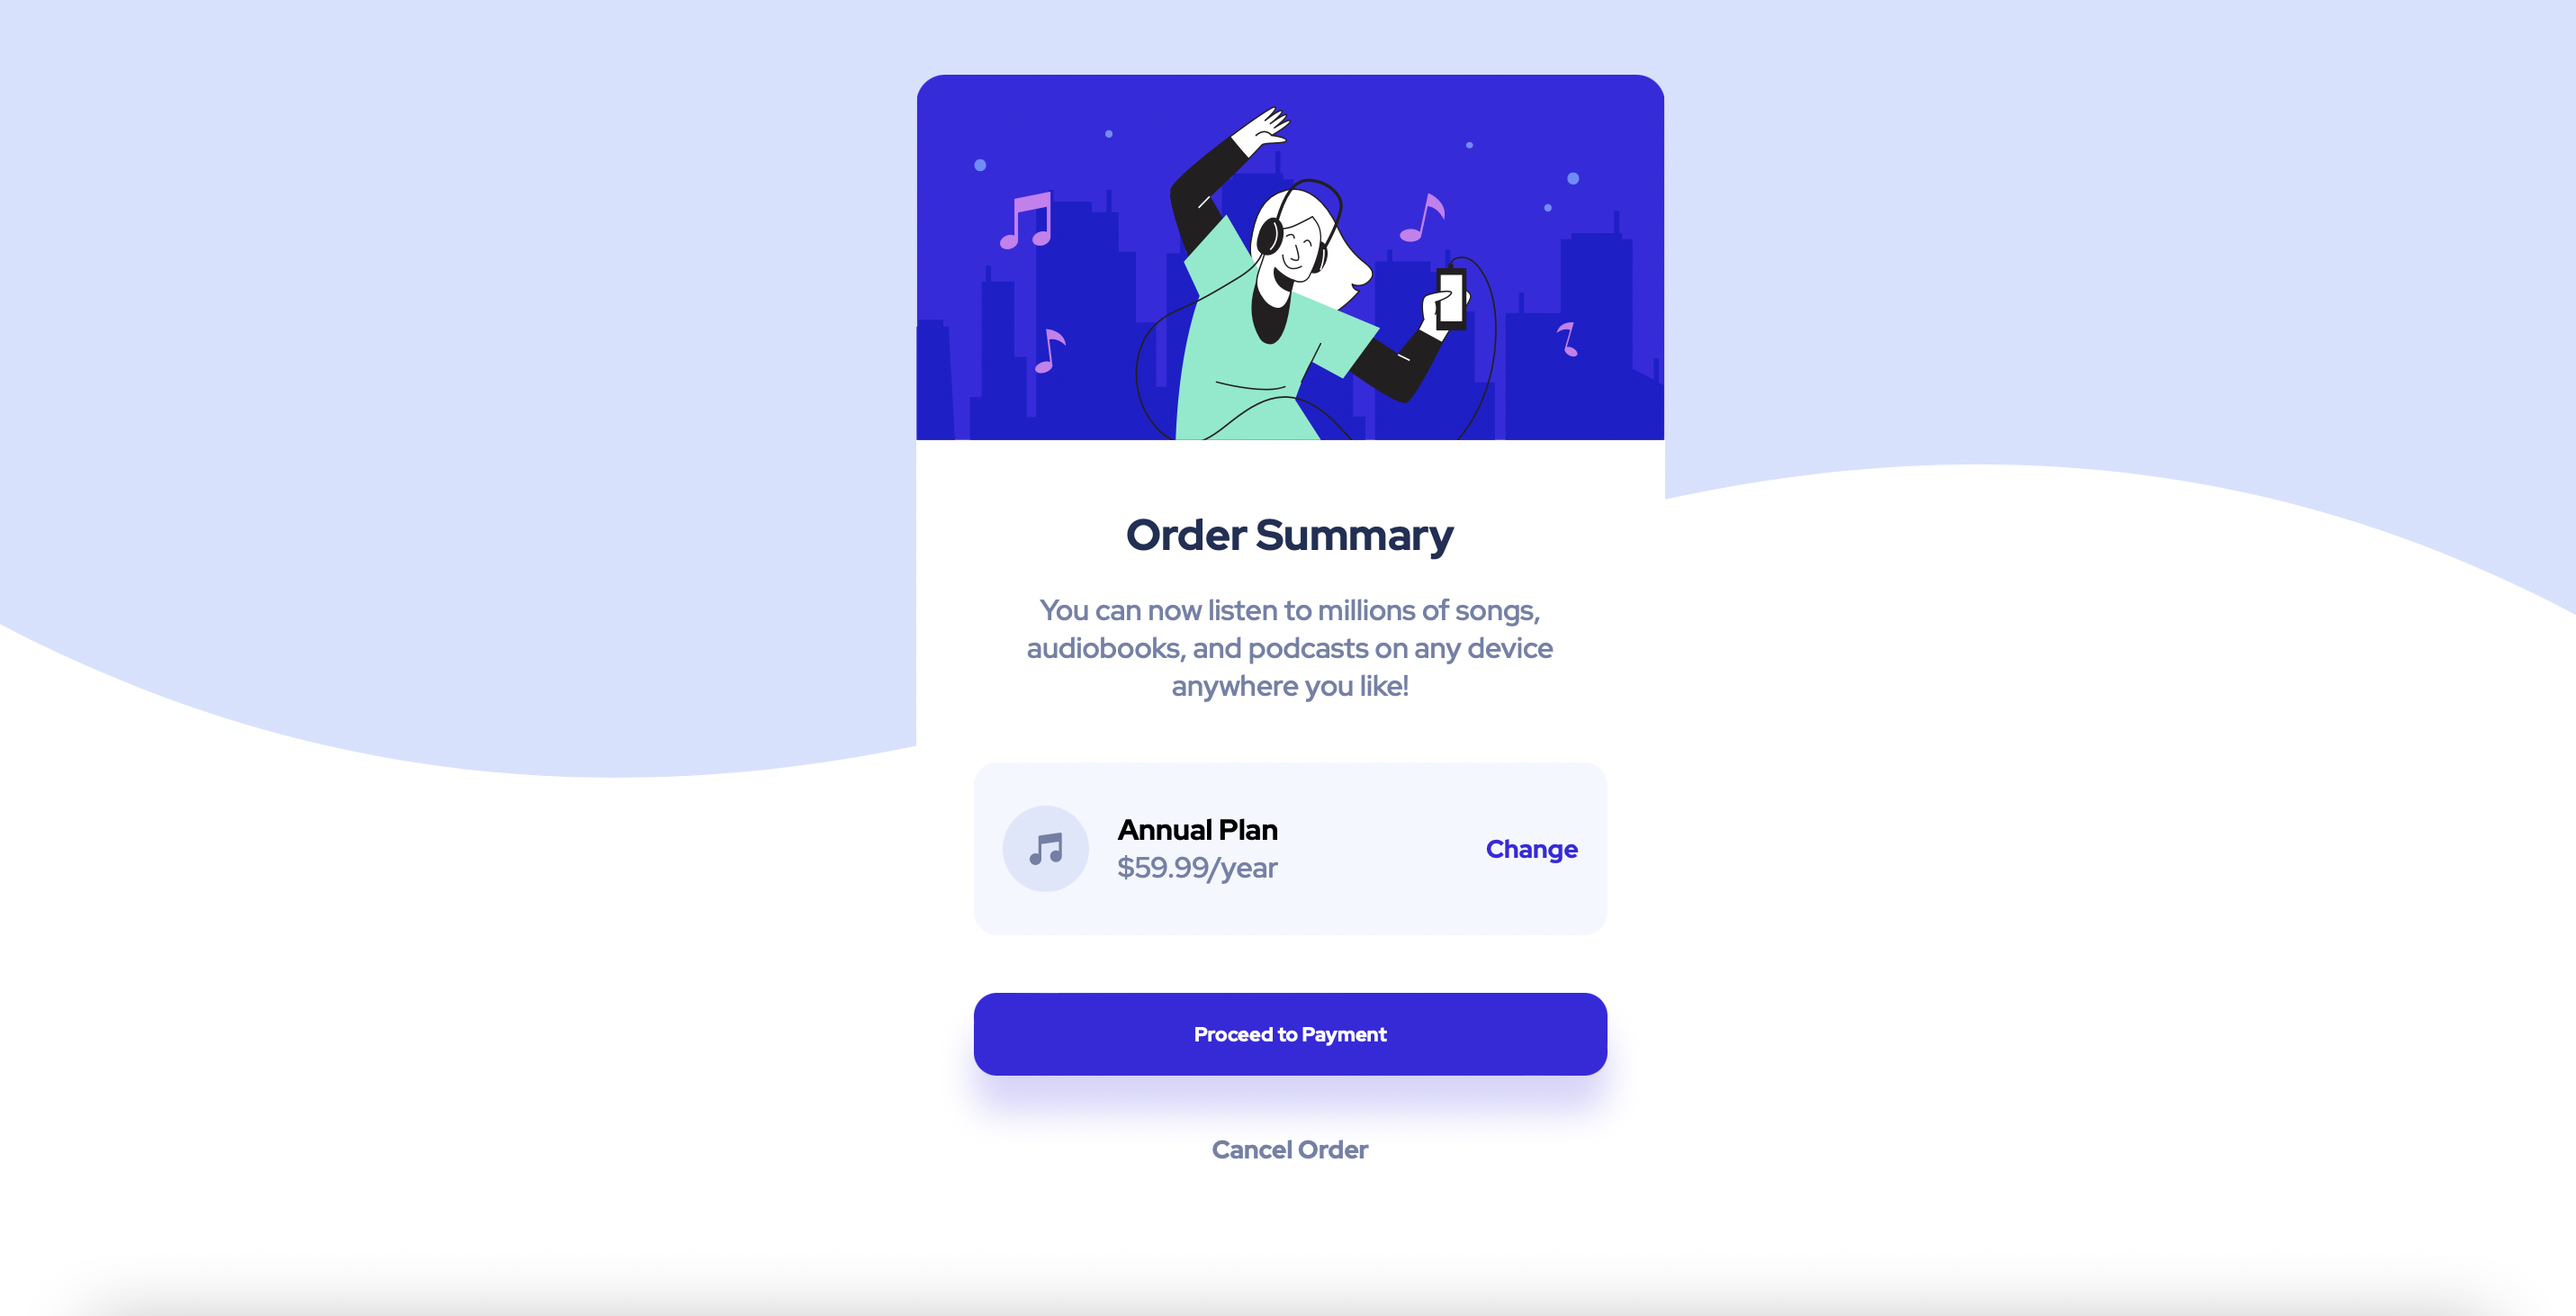 Order Summary
You can now listen to millions of songs,
audiobooks, and podcasts on any device
anywhere you like!
Annual Plan
$59.99/year
Change
Proceed to Payment
Cancel Order